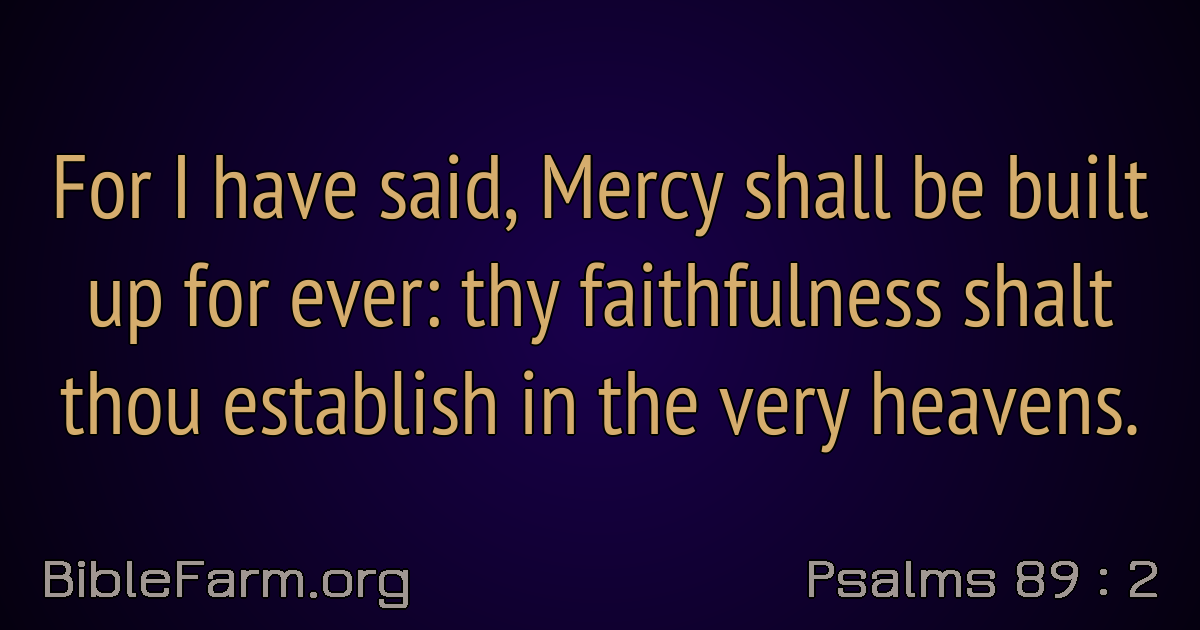 For I have said, Mercy shall be built
up for ever: thy faithfulness shalt
thou establish in the very heavens.
BibleFarm.org
Psalms 89 : 2